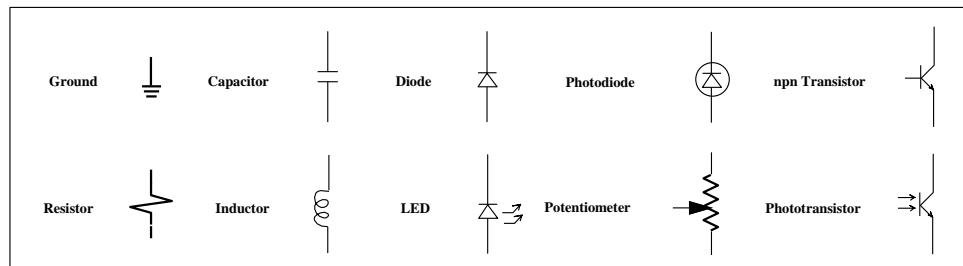 Ground Capacitor Diode Photodiode npn Transistor
Resistor Inductor LED Potentiometer Phototransistor